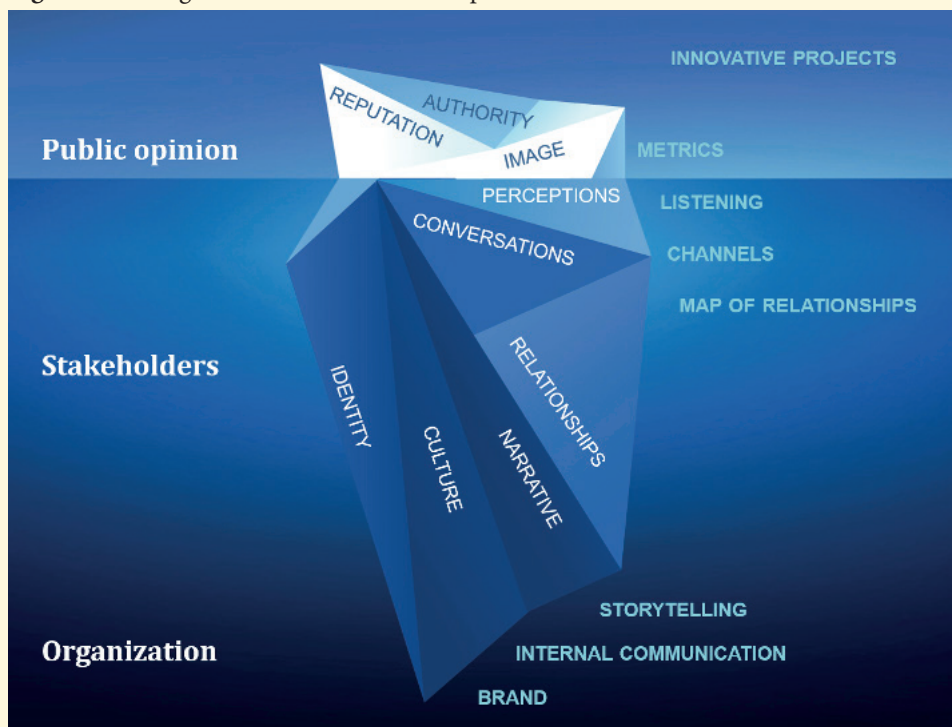 INNOVATIVE PROJECTS
AUTHORITY
REPUTATION
Public opinion
IMAGE
METRICS
PERCEPTIONS
LISTENING
CONVERSATIONS
CHANNELS
MAP OF RELATIONSHIPS
Stakeholders
IDENTITY
CULTURE
NARRATIVE
RELATIONSHIPS
STORYTELLING
Organization
INTERNAL COMMUNICATION
BRAND